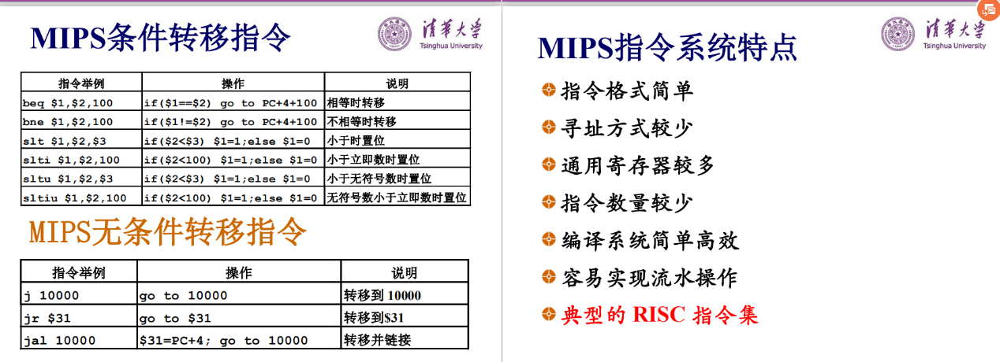 MIPS条件转移指令
清华大学
Tsinghua University
指令举例 操作 说明
beq $1,$2,100 if($1==$2) go to PC+4+100 相等时转移
bne $1,$2,100 if($1!=$2) go to PC+4+100 不相等时转移
slt $1,$2,$3 if($2<$3) $1=1;else $1=0 小于时置位
slti $1,$2,100 if($2<100) $1=1;else $1=0 小于立即数时置位
sltu $1,$2,$3 if($2<$3) $1=1;else $1=0 小于无符号数时置位
sltiu $1,$2,100 if($2<100) $1=1;else $1=0 无符号数小于立即数时置位
MIPS无条件转移指令
指令举例 操作 说明
j 10000 go to 10000 转移到 10000
jr $31 go to $31 转移到$31
jal 10000 $31=PC+4; go to 10000 转移并链接
MIPS指令系统特点
清华大学
Tsinghua University
指令格式简单
寻址方式较少
通用寄存器较多
指令数量较少
编译系统简单高效
容易实现流水操作
典型的 RISC 指令集